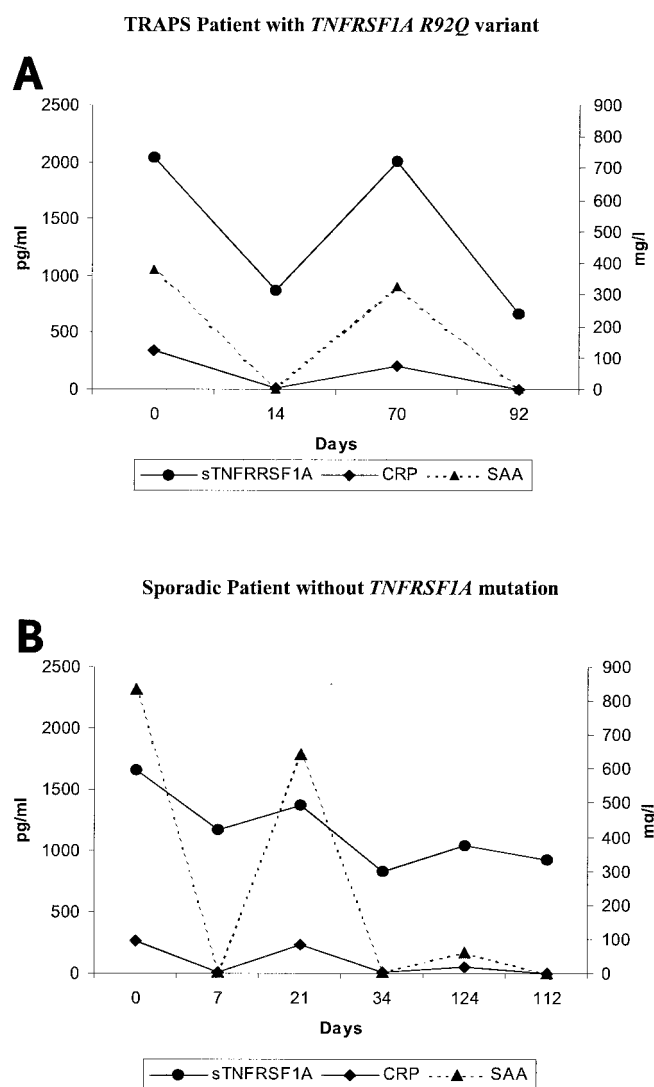 TRAPS Patient with TNFRSF1A R92Q variant
A
2500
2000
1500
1000
500
0
pg/ml
900
800
700
600
500
400
300
200
100
0
mg/l
0 14 70 92
Days
sTNFRRSF1A CRP SAA
Sporadic Patient without TNFRSF1A mutation
B
2500
2000
1500
1000
500
0
pg/ml
900
800
700
600
500
400
300
200
100
0
mg/l
0 7 21 34 124 112
Days
sTNFRSF1A CRP SAA